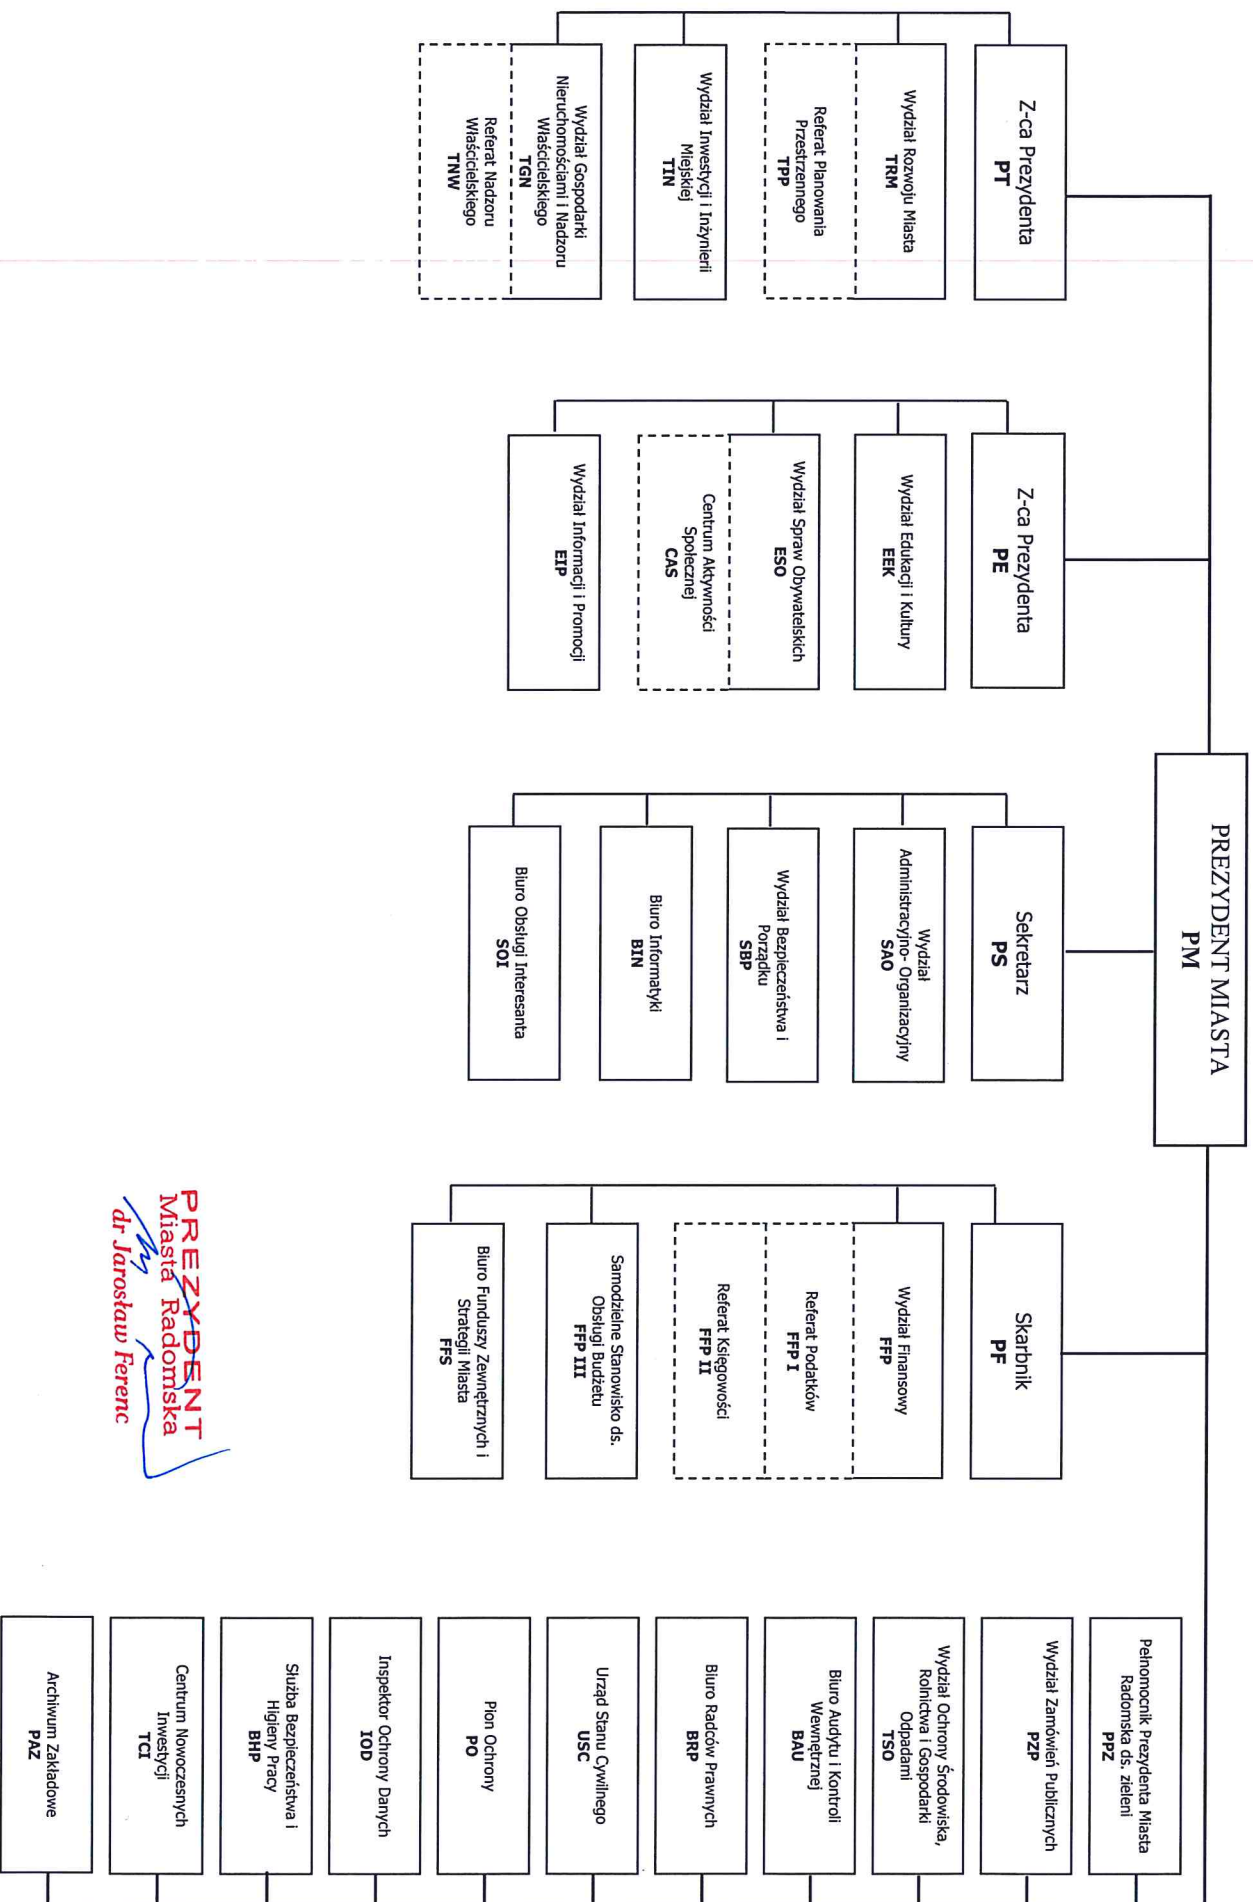 PREZYDENT MIASTA
PM
Z-ca Prezydenta
PT
Wydział Rozwoju Miasta
TRM
Referat Planowania
Przestrzennego
TPP
Wydział Inwestycji i Inżynierii
Miejskiej
TIN
Wydział Gospodarki
Nieruchomościami i Nadzoru
Właścicielskiego
TGN
Referat Nadzoru
Właścicielskiego
TNW
Z-ca Prezydenta
PE
Wydział Edukacji i Kultury
EEK
Wydział Spraw Obywatelskich
ESO
Centrum Aktywności
Społecznej
CAS
Wydział Informacji i Promocji
EIP
Sekretarz
PS
Wydział
Administracyjno- Organizacyjny
SAO
Wydział Bezpieczeństwa i
Porządku
SBP
Biuro Informatyki
BIN
Biuro Obsługi Interesanta
SOI
Skarbnik
PF
Wydział Finansowy
FFP
Referat Podatków
FFP I
Referat Księgowości
FFP II
Samodzielne Stanowisko ds.
Obsługi Budżetu
FFP III
Biuro Funduszy Zewnętrznych i
Strategii Miasta
FFS
Pełnomocnik Prezydenta Miasta
Radomska ds. zieleni
PPZ
Wydział Zamówień Publicznych
PZP
Wydział Ochrony Środowiska,
Rolnictwa i Gospodarki
Odpadami
TSO
Biuro Audytu i Kontroli
Wewnętrznej
BAU
Biuro Radców Prawnych
BRP
Urząd Stanu Cywilnego
USC
Pion Ochrony
PO
Inspektor Ochrony Danych
IOD
Służba Bezpieczeństwa i
Higieny Pracy
BHP
Centrum Nowoczesnych
Inwestycji
TCI
Archiwum Zakładowe
PAZ
PREZYDENT
Miasta Radomska
dr Jarosław Ferenc